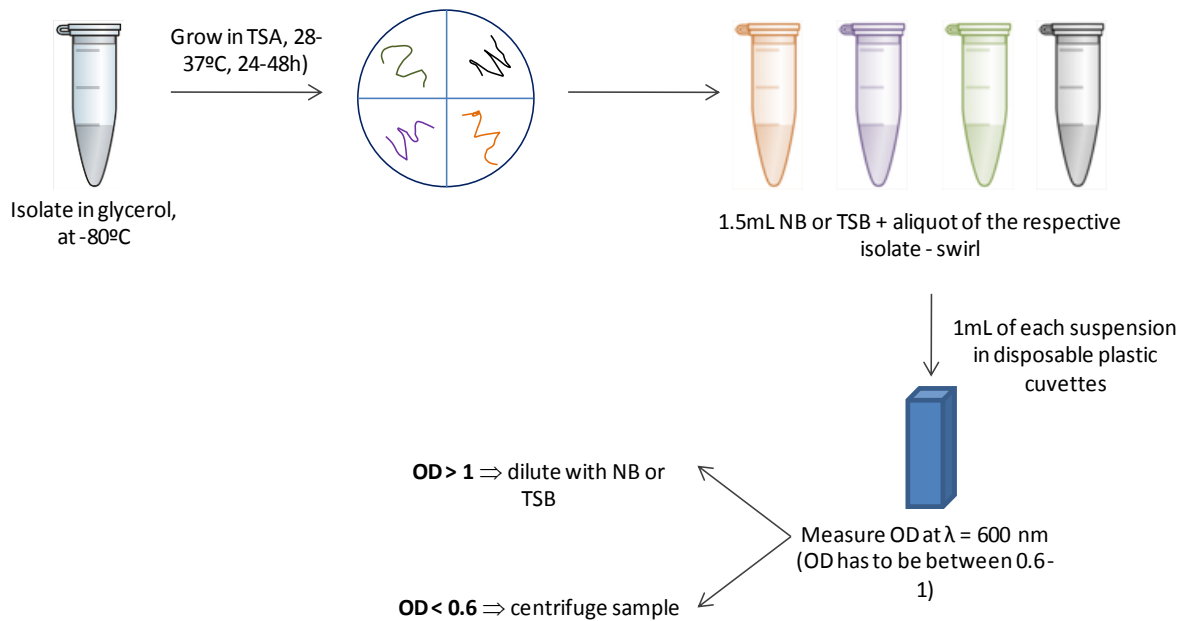 Grow in TSA, 28-
37ºC, 24-48h)
Isolate in glycerol,
at -80ºC
1.5mL NB or TSB + aliquot of the respective
isolate - swirl
1mL of each suspension
in disposable plastic
cuvettes
OD > 1 ⇒ dilute with NB or
TSB
Measure OD at λ = 600 nm
(OD has to be between 0.6-
1)
OD < 0.6 ⇒ centrifuge sample